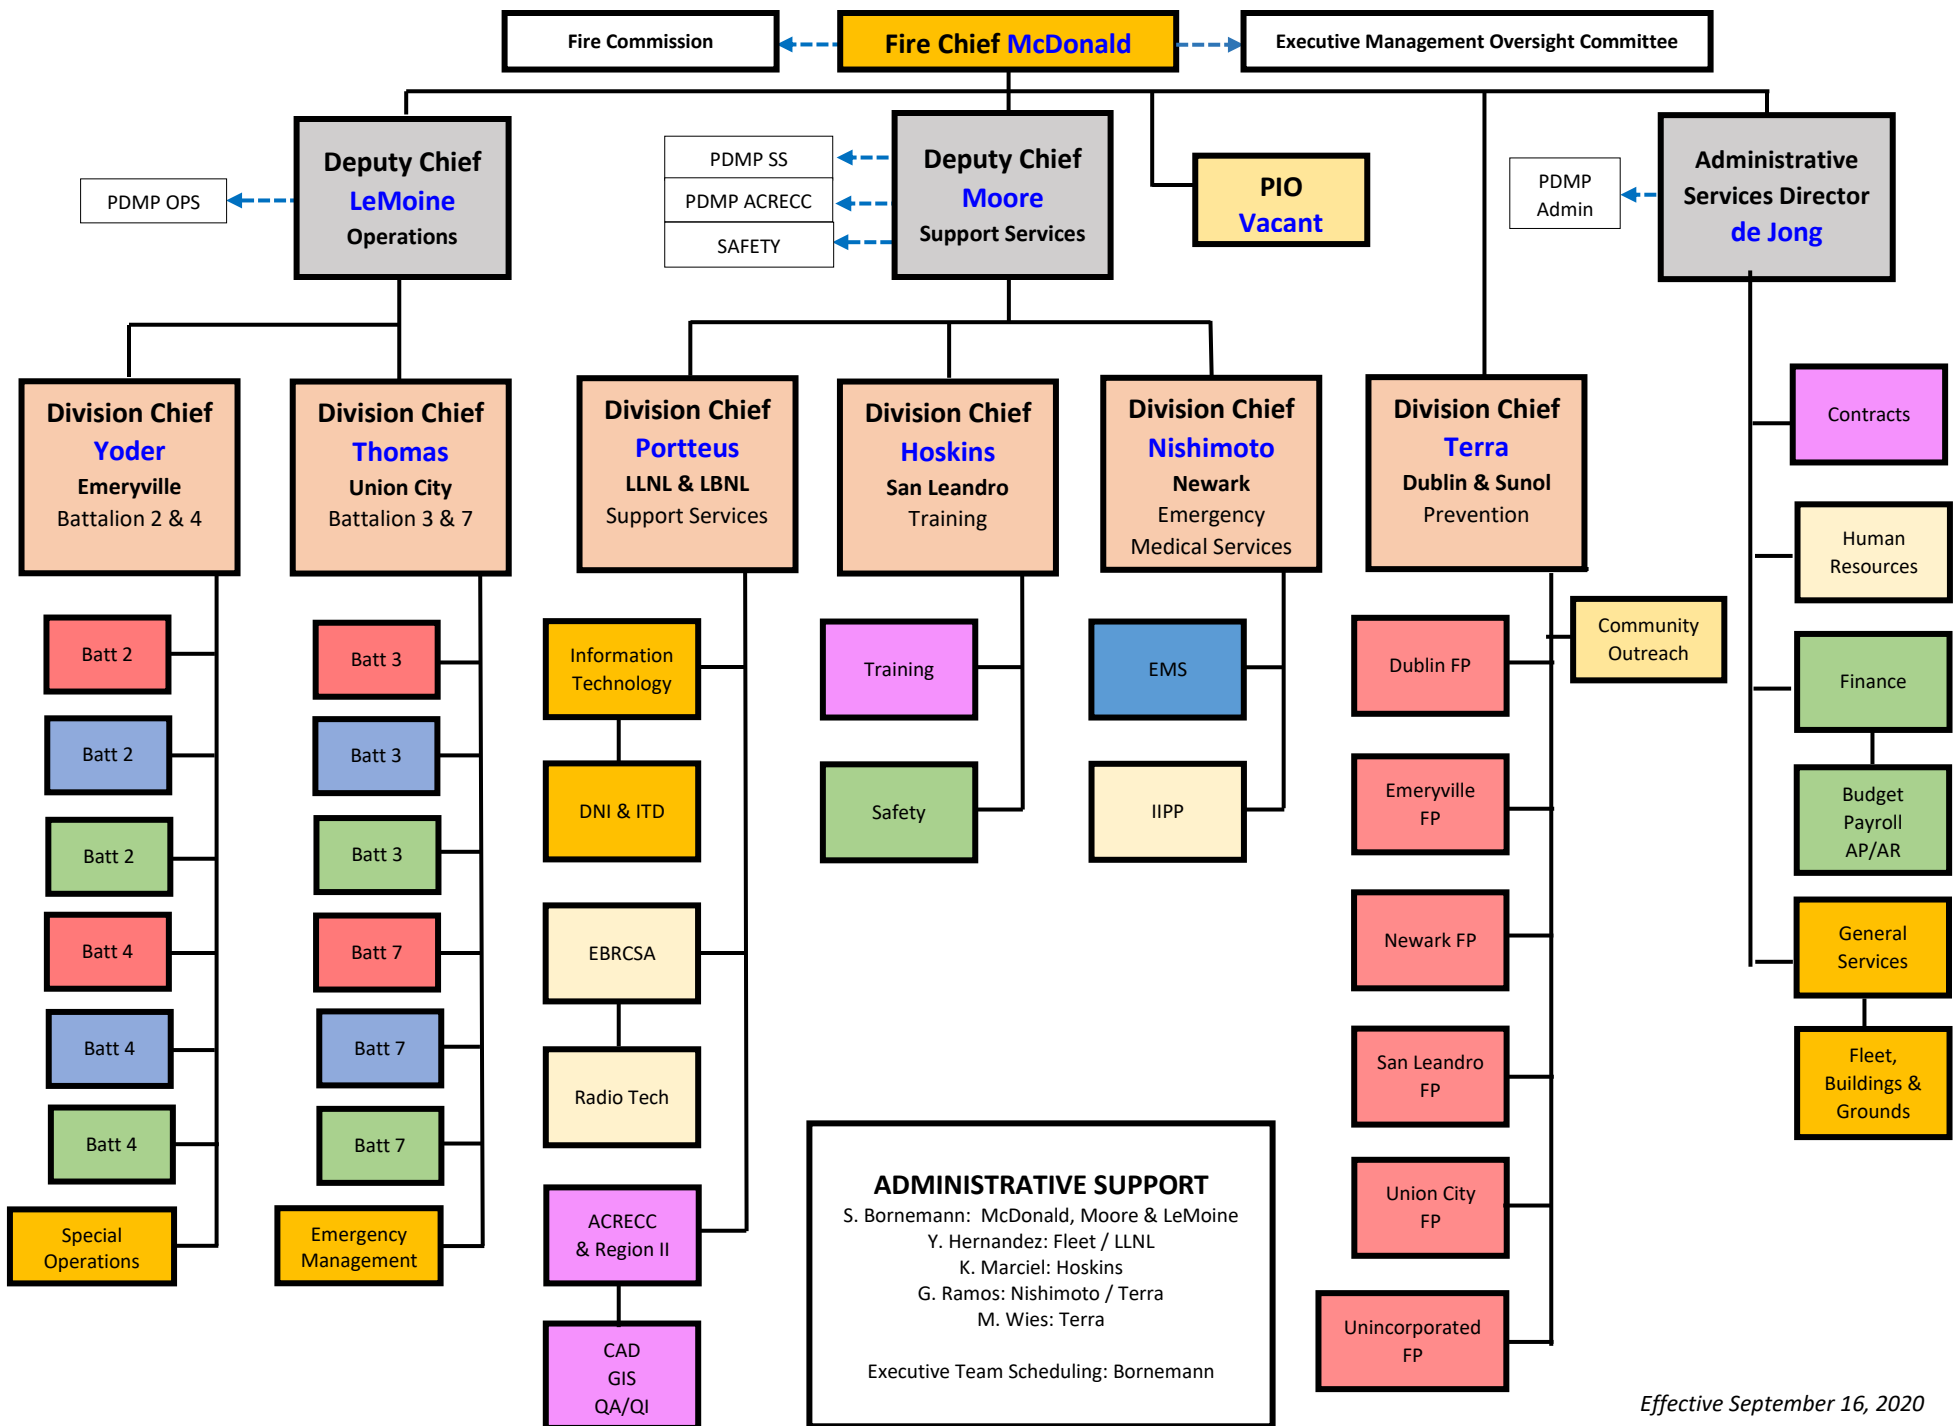 Fire Commission
Fire Chief McDonald
Executive Management Oversight Committee
PDMP OPS
Deputy Chief
LeMoine
Operations
PDMP SS
PDMP ACRECC
SAFETY
Deputy Chief
Moore
Support Services
PIO
Vacant
PDMP
Admin
Administrative
Services Director
de Jong
Division Chief
Yoder
Emeryville
Battalion 2 & 4
Division Chief
Thomas
Union City
Battalion 3 & 7
Division Chief
Portteus
LLNL & LBNL
Support Services
Division Chief
Hoskins
San Leandro
Training
Division Chief
Nishimoto
Newark
Emergency
Medical Services
Division Chief
Terra
Dublin & Sunol
Prevention
Batt 2
Batt 2
Batt 2
Batt 4
Batt 4
Batt 4
Special
Operations
Batt 3
Batt 3
Batt 3
Batt 7
Batt 7
Batt 7
Emergency
Management
Information
Technology
DNI & ITD
EBRCSA
Radio Tech
ACRECC
& Region II
CAD
GIS
QA/QI
Training
Safety
EMS
IIPP
Community
Outreach
Dublin FP
Emeryville
FP
Newark FP
San Leandro
FP
Union City
FP
Unincorporated
FP
Contracts
Human
Resources
Finance
Budget
Payroll
AP/AR
General
Services
Fleet,
Buildings &
Grounds
ADMINISTRATIVE SUPPORT
S. Bornemann: McDonald, Moore & LeMoine
Y. Hernandez: Fleet / LLNL
K. Marciel: Hoskins
G. Ramos: Nishimoto / Terra
M. Wies: Terra
Executive Team Scheduling: Bornemann
Effective September 16, 2020